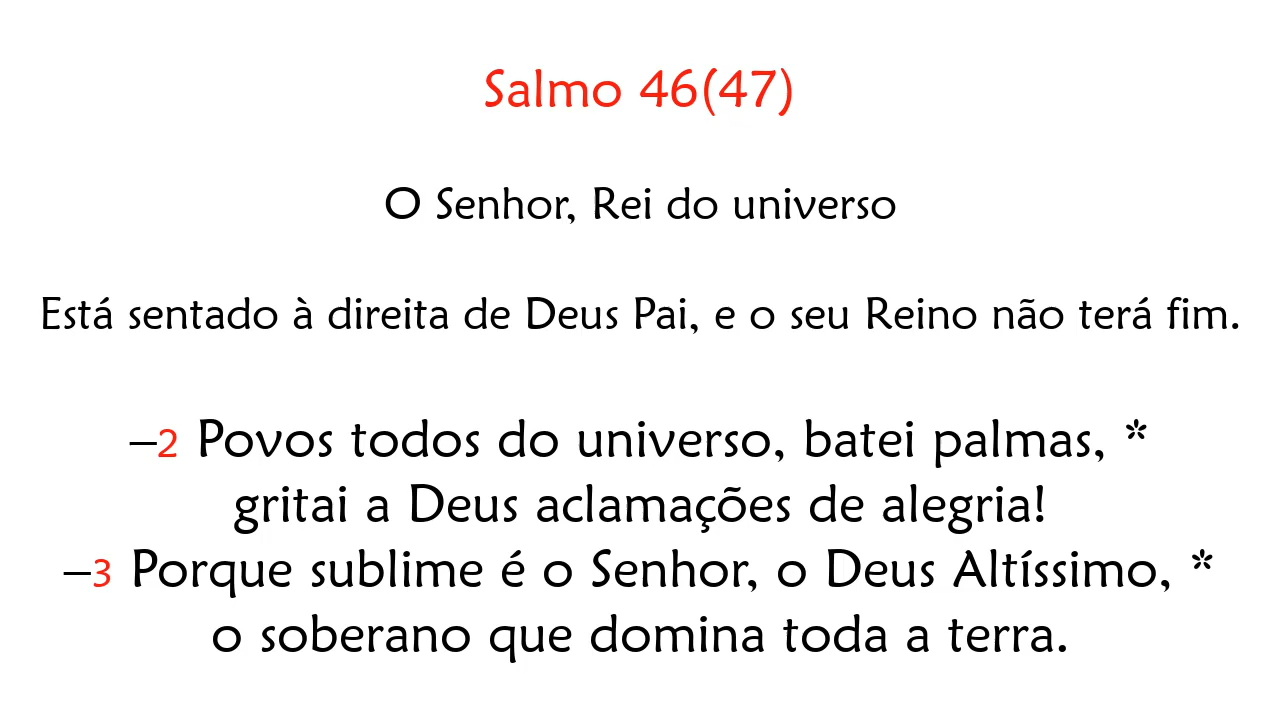 Salmo 46(47)
O Senhor, Rei do universo
Está sentado à direita de Deus Pai, e o seu Reino não terá fim.
–2 Povos todos do universo, batei palmas, *
gritai a Deus aclamações de alegria!
–3 Porque sublime é o Senhor, o Deus Altíssimo, *
o soberano que domina toda a terra.